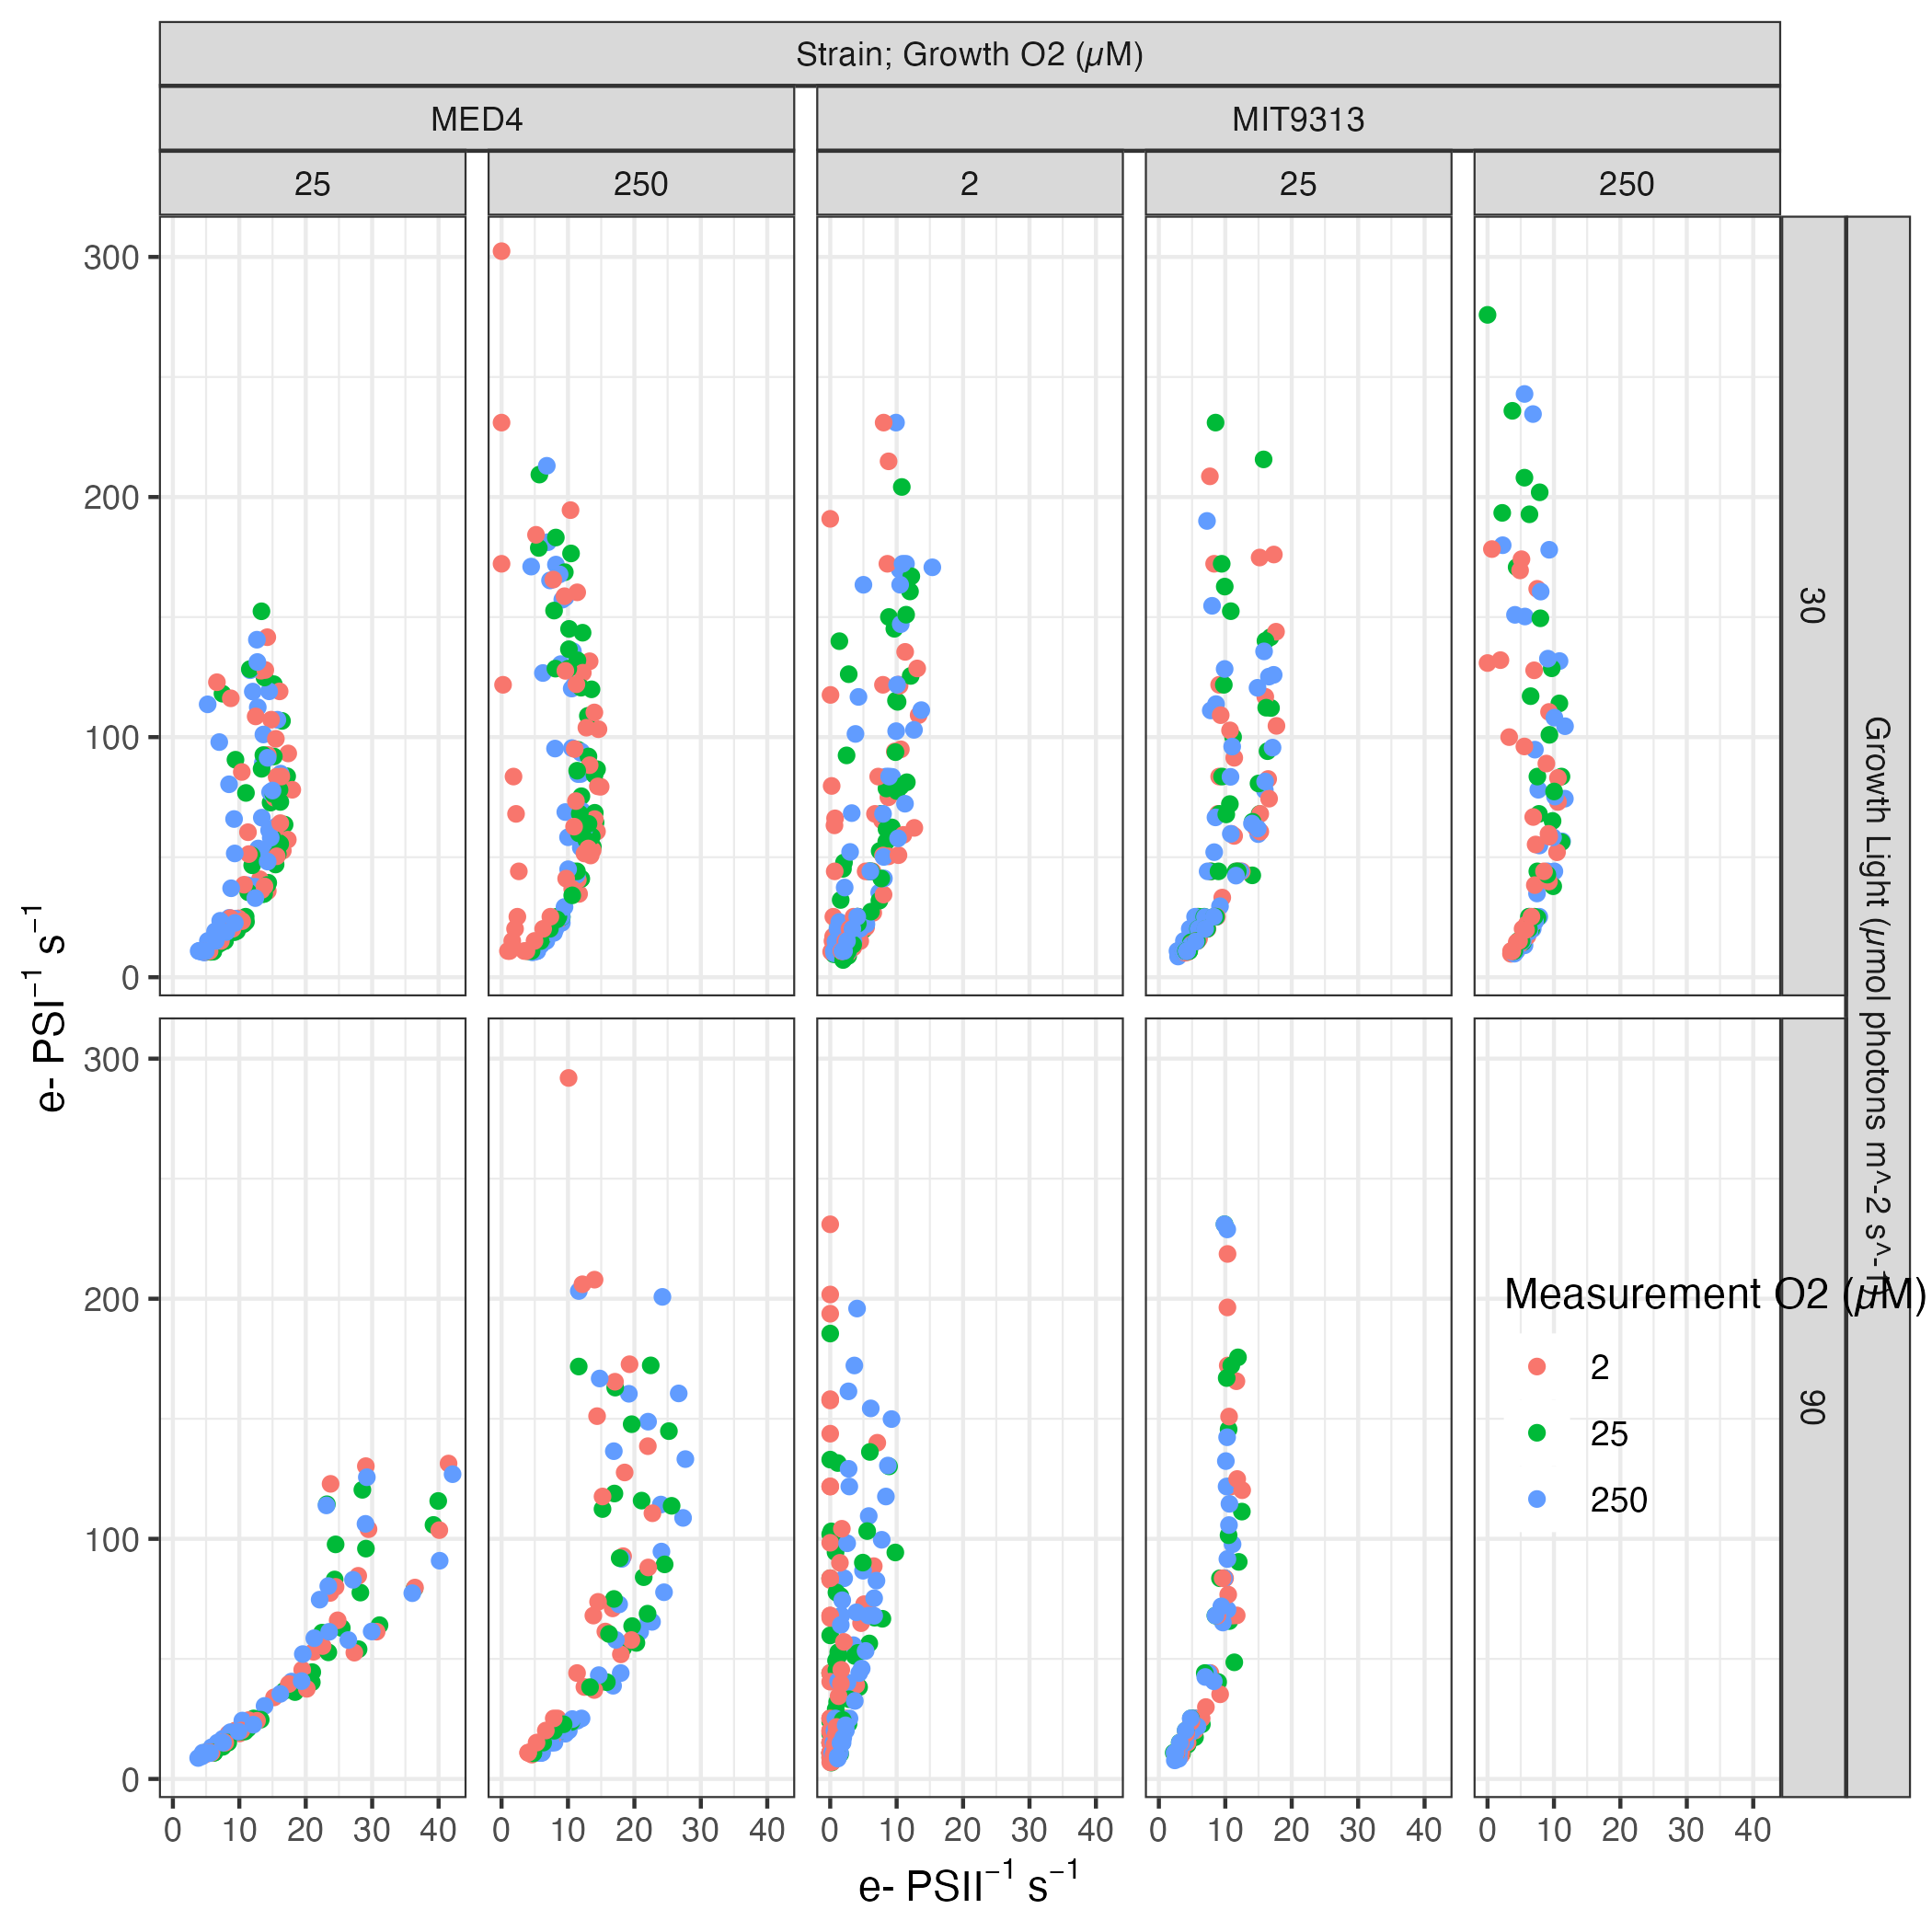 Strain; Growth O2 (µM)
MED4 MIT9313
25 250 2 25 250
300
200
100
0
30
300
200
100
0
90
e- PSI⁻¹ s⁻¹
Growth Light (µmol photons m^-2 s^-1)
Measurement O2 (µM)
2
25
250
0 10 20 30 40 0 10 20 30 40 0 10 20 30 40 0 10 20 30 40 0 10 20 30 40
e- PSII⁻¹ s⁻¹